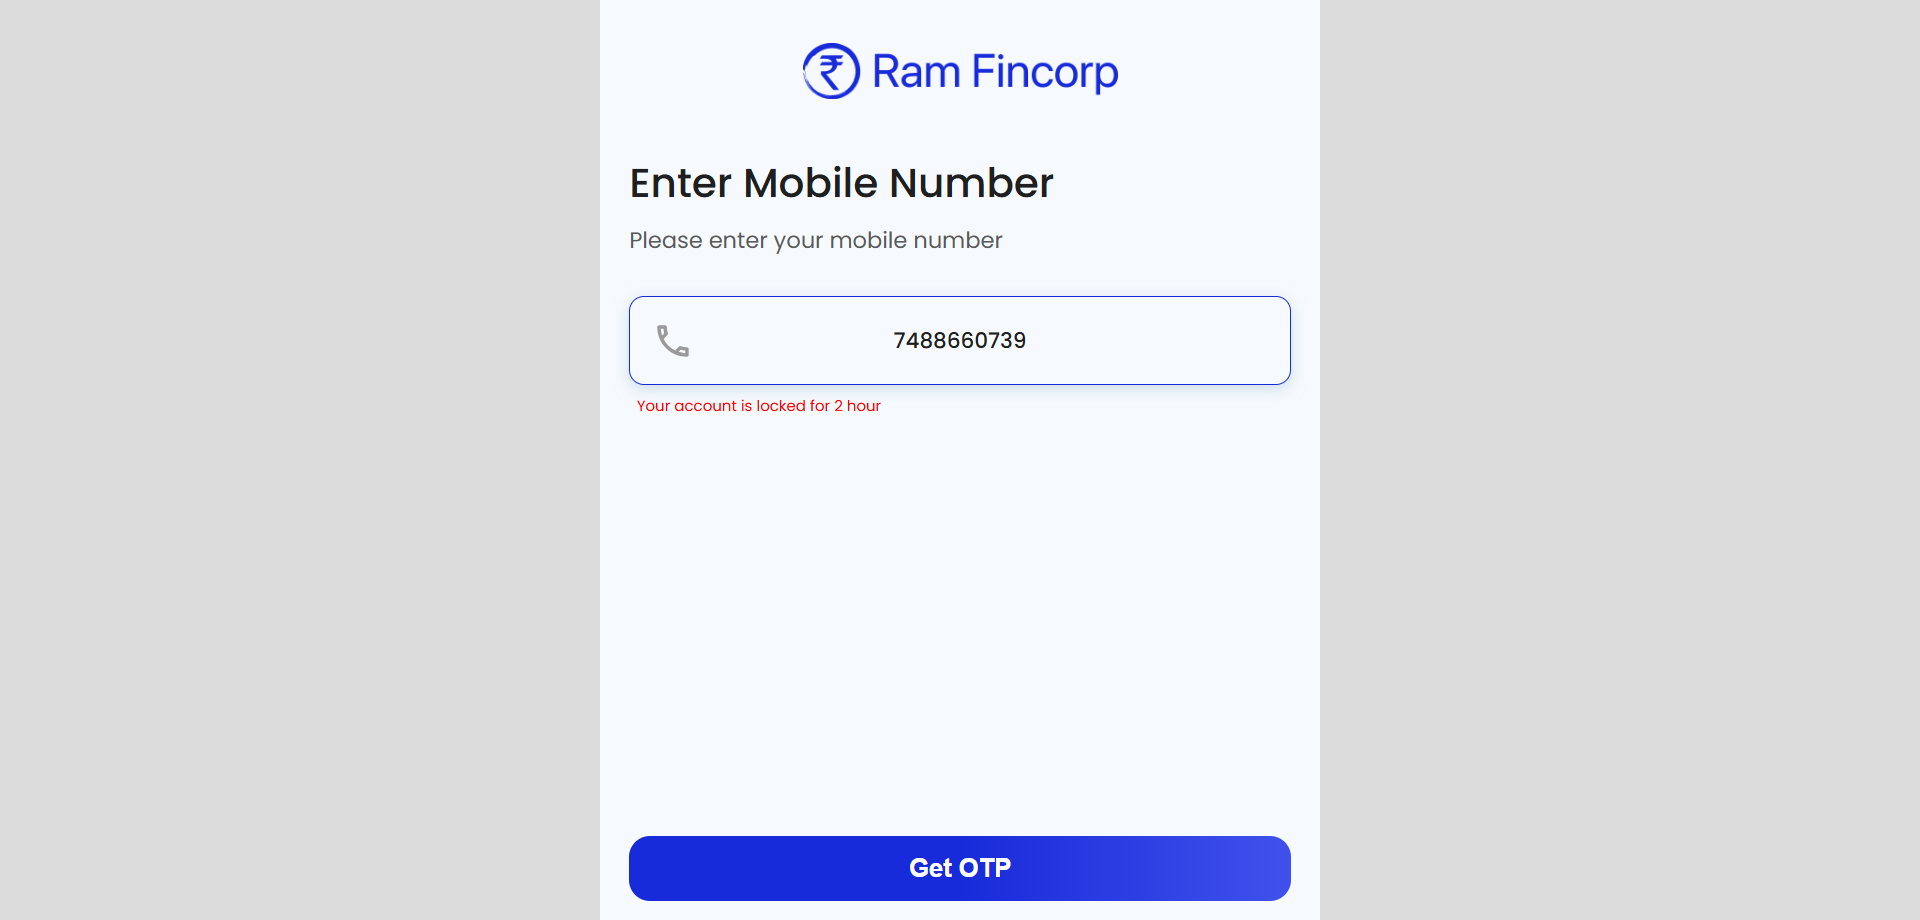 Ram Fincorp
Enter Mobile Number
Please enter your mobile number
7488660739
Your account is locked for 2 hour
Get OTP